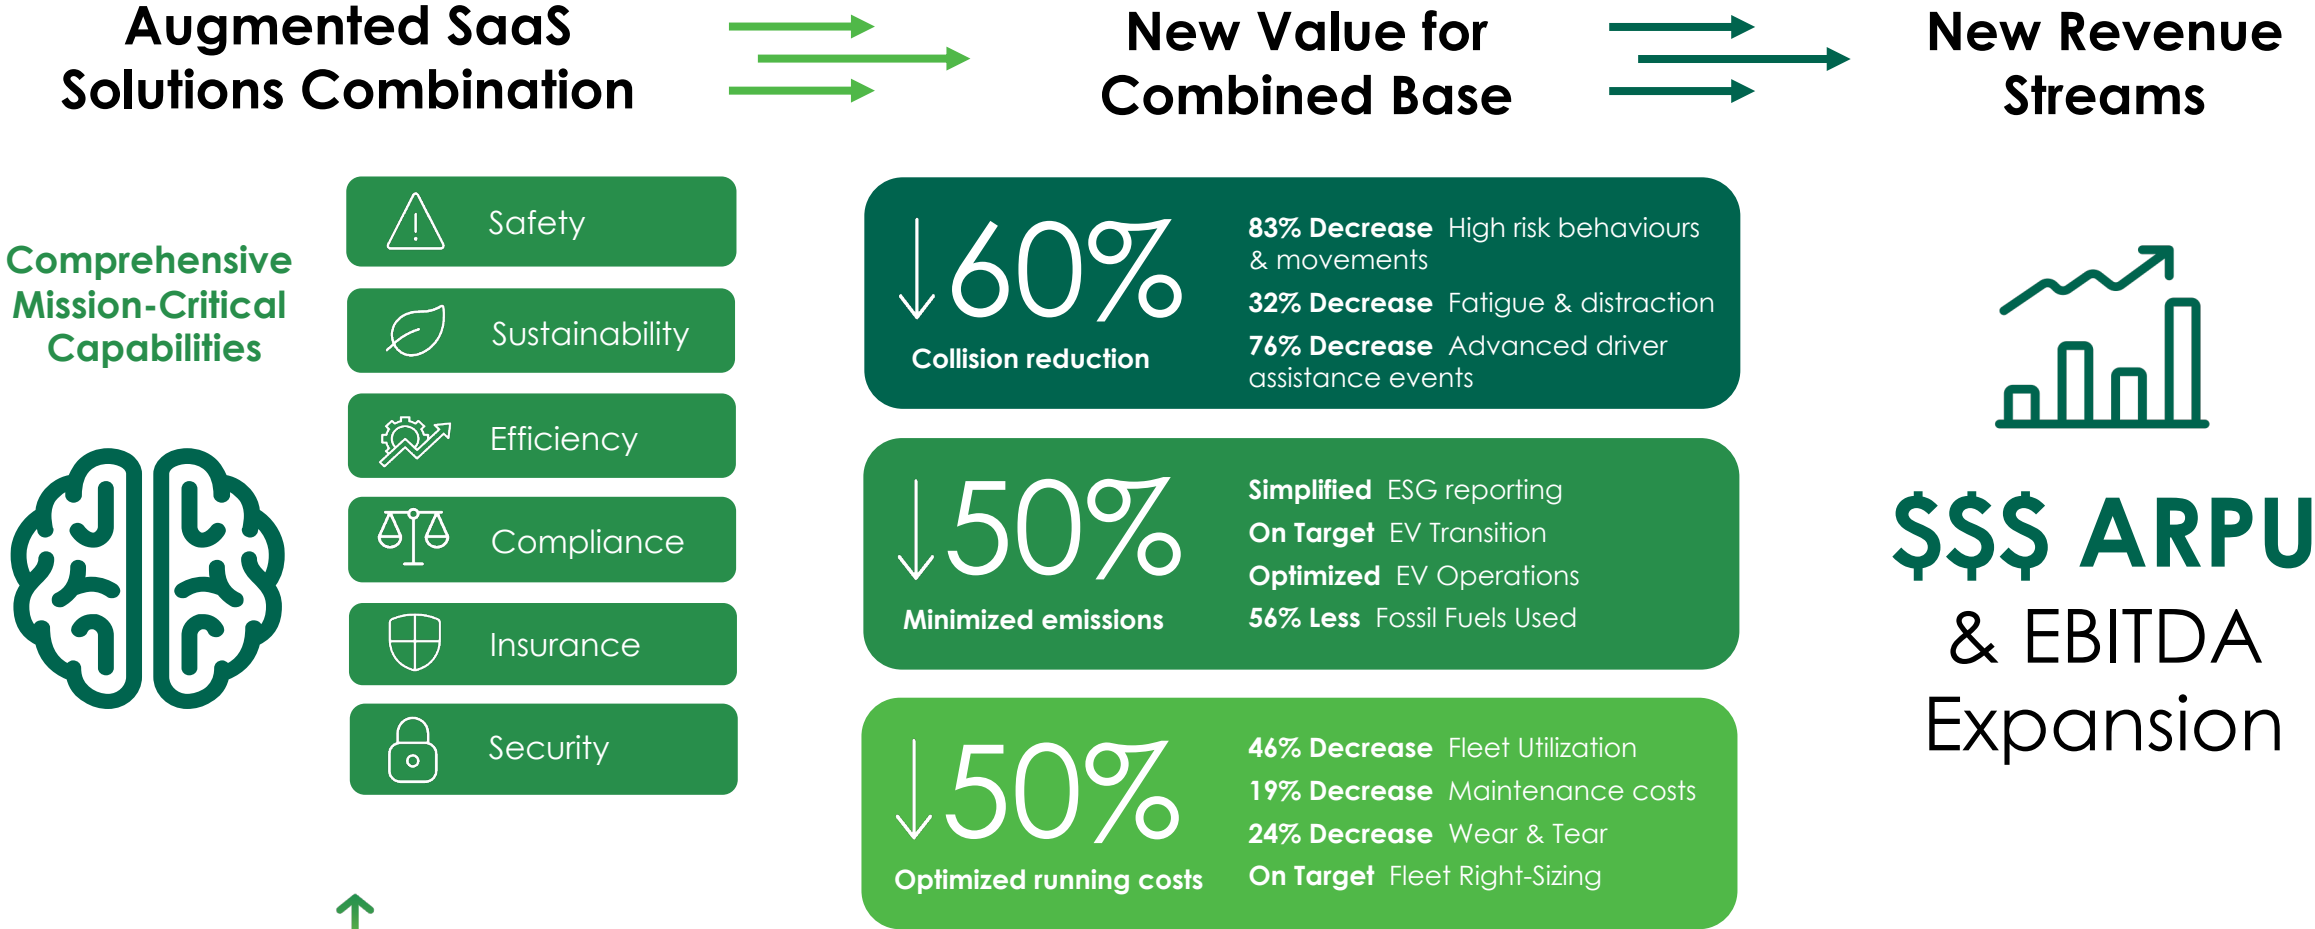 Augmented SaaS
Solutions Combination
New Value for
Combined Base
New Revenue
Streams
Comprehensive
Mission-Critical
Capabilities
Safety
Sustainability
Efficiency
Compliance
Insurance
Security
60%
Collision reduction
83% Decrease High risk behaviours
& movements
32% Decrease Fatigue & distraction
76% Decrease Advanced driver
assistance events
50%
Minimized emissions
Simplified ESG reporting
On Target EV Transition
Optimized EV Operations
56% Less Fossil Fuels Used
50%
Optimized running costs
46% Decrease Fleet Utilization
19% Decrease Maintenance costs
24% Decrease Wear & Tear
On Target Fleet Right-Sizing
$$$ ARPU
& EBITDA
Expansion